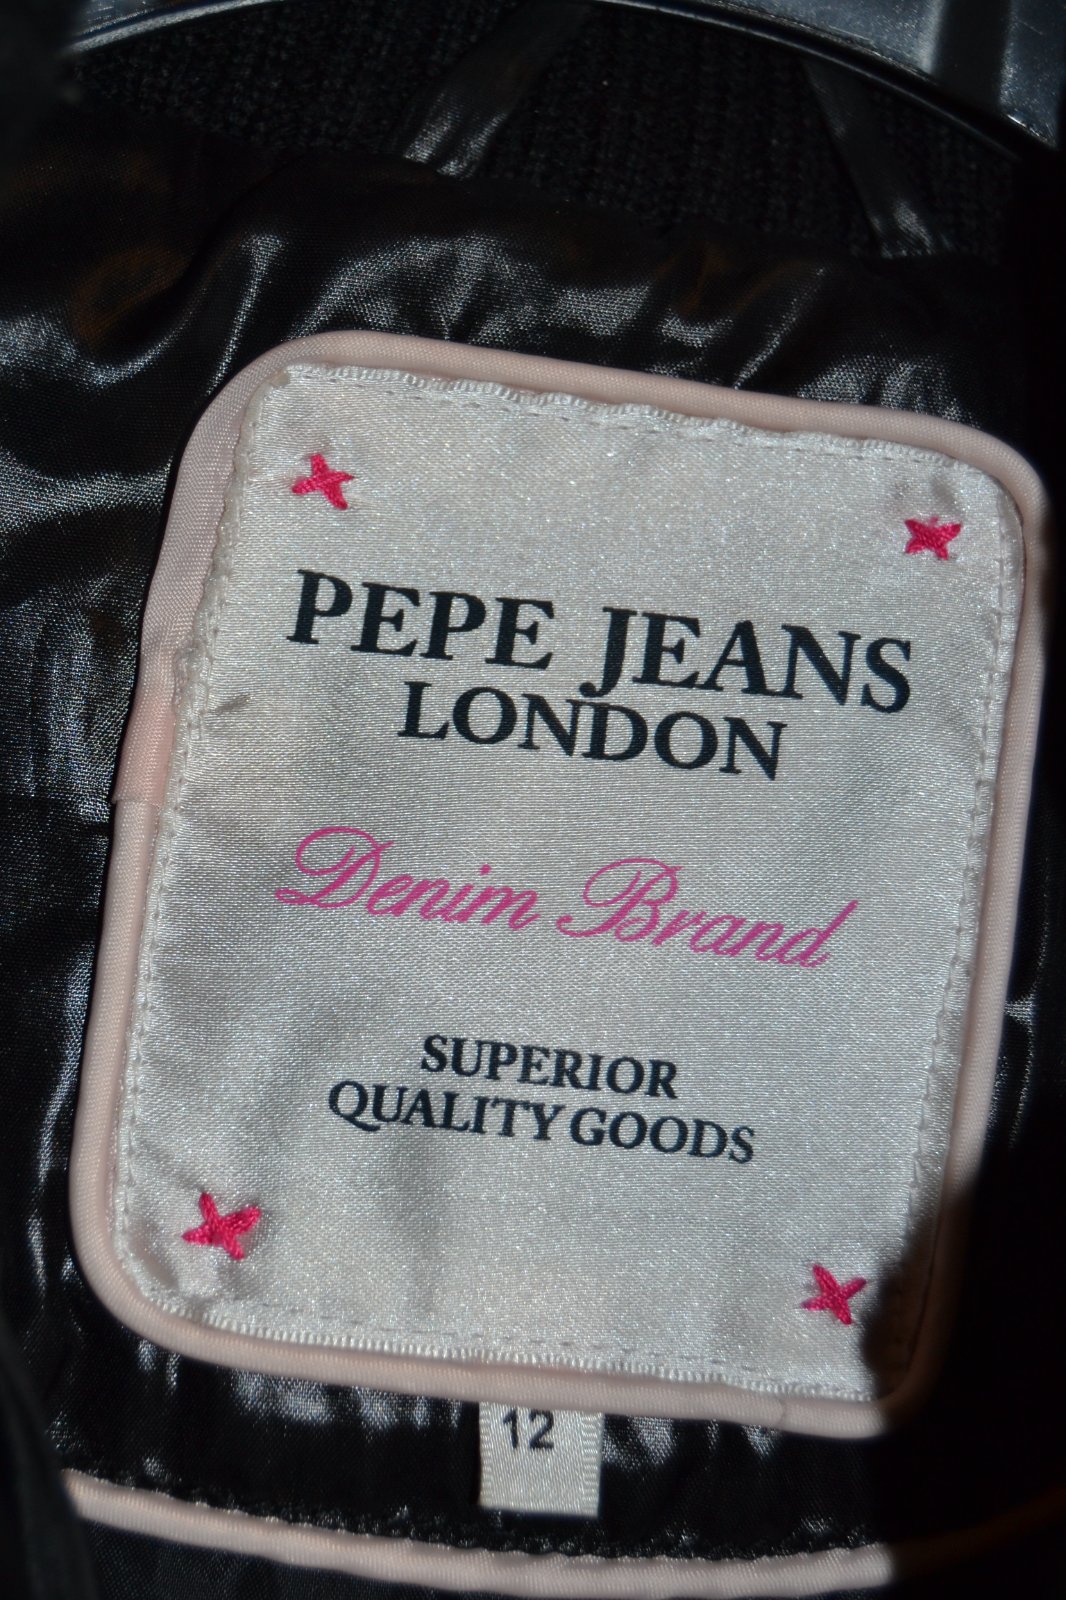 PEPE JEANS
LONDON
Denim Brand
SUPERIOR
QUALITY GOODS
12